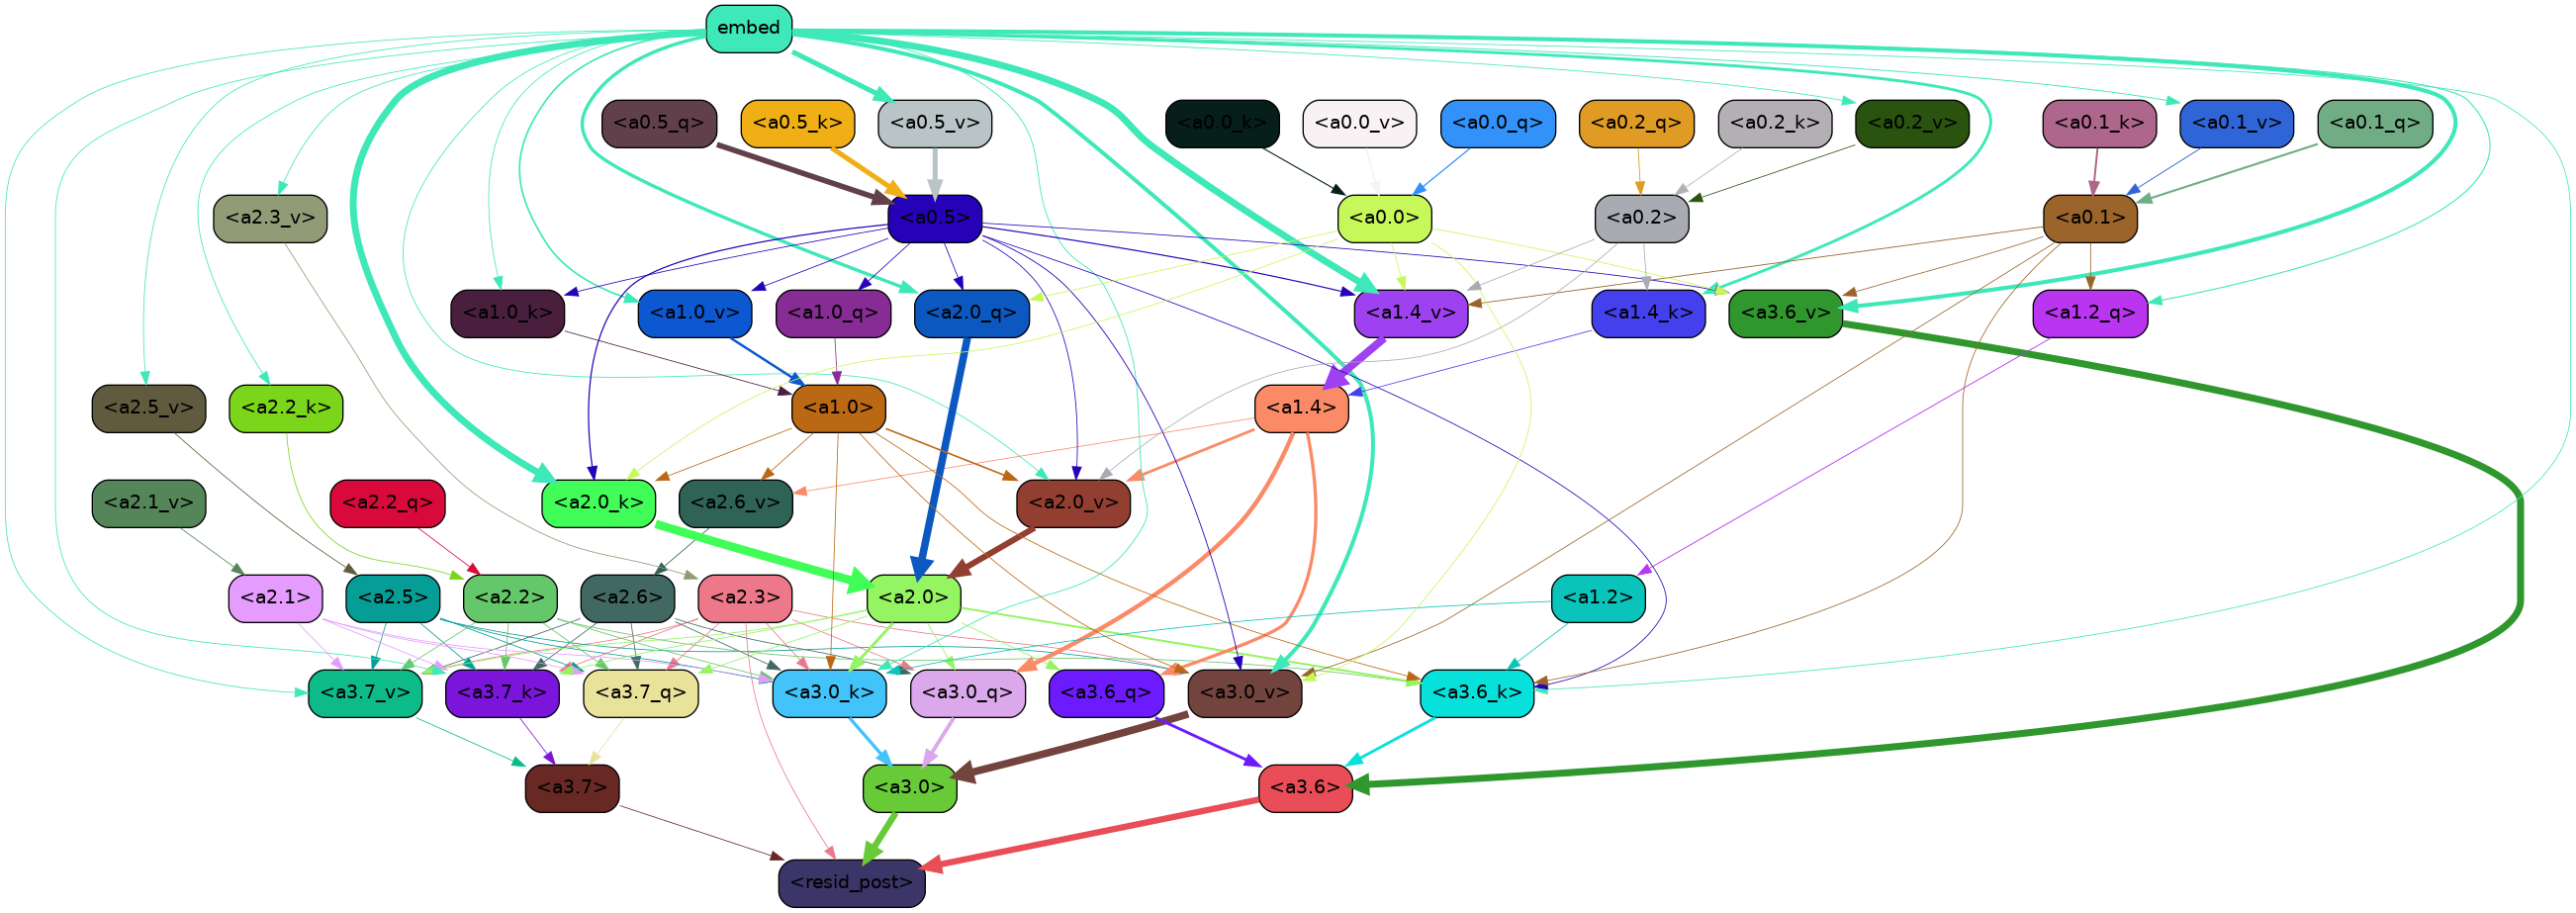 embed
<a0.5_q> <a0.5_k> <a0.5_v> <a0.0_k> <a0.0_v> <a0.0_q> <a0.2_q> <a0.2_k> <a0.2_v> <a0.1_k> <a0.1_v> <a0.1_q>
<a2.3_v> <a0.5> <a0.0> <a0.2> <a0.1>
<a1.0_k> <a1.0_v> <a1.0_q> <a2.0_q> <a1.4_v> <a1.4_k> <a3.6_v> <a1.2_q>
<a2.5_v> <a2.2_k> <a1.0> <a1.4>
<a2.1_v> <a2.2_q> <a2.0_k> <a2.6_v> <a2.0_v>
<a2.1> <a2.5> <a2.2> <a2.6> <a2.3> <a2.0> <a1.2>
<a3.7_v> <a3.7_k> <a3.7_q> <a3.0_k> <a3.0_q> <a3.6_q> <a3.0_v> <a3.6_k>
<a3.7> <a3.0> <a3.6>
<resid_post>